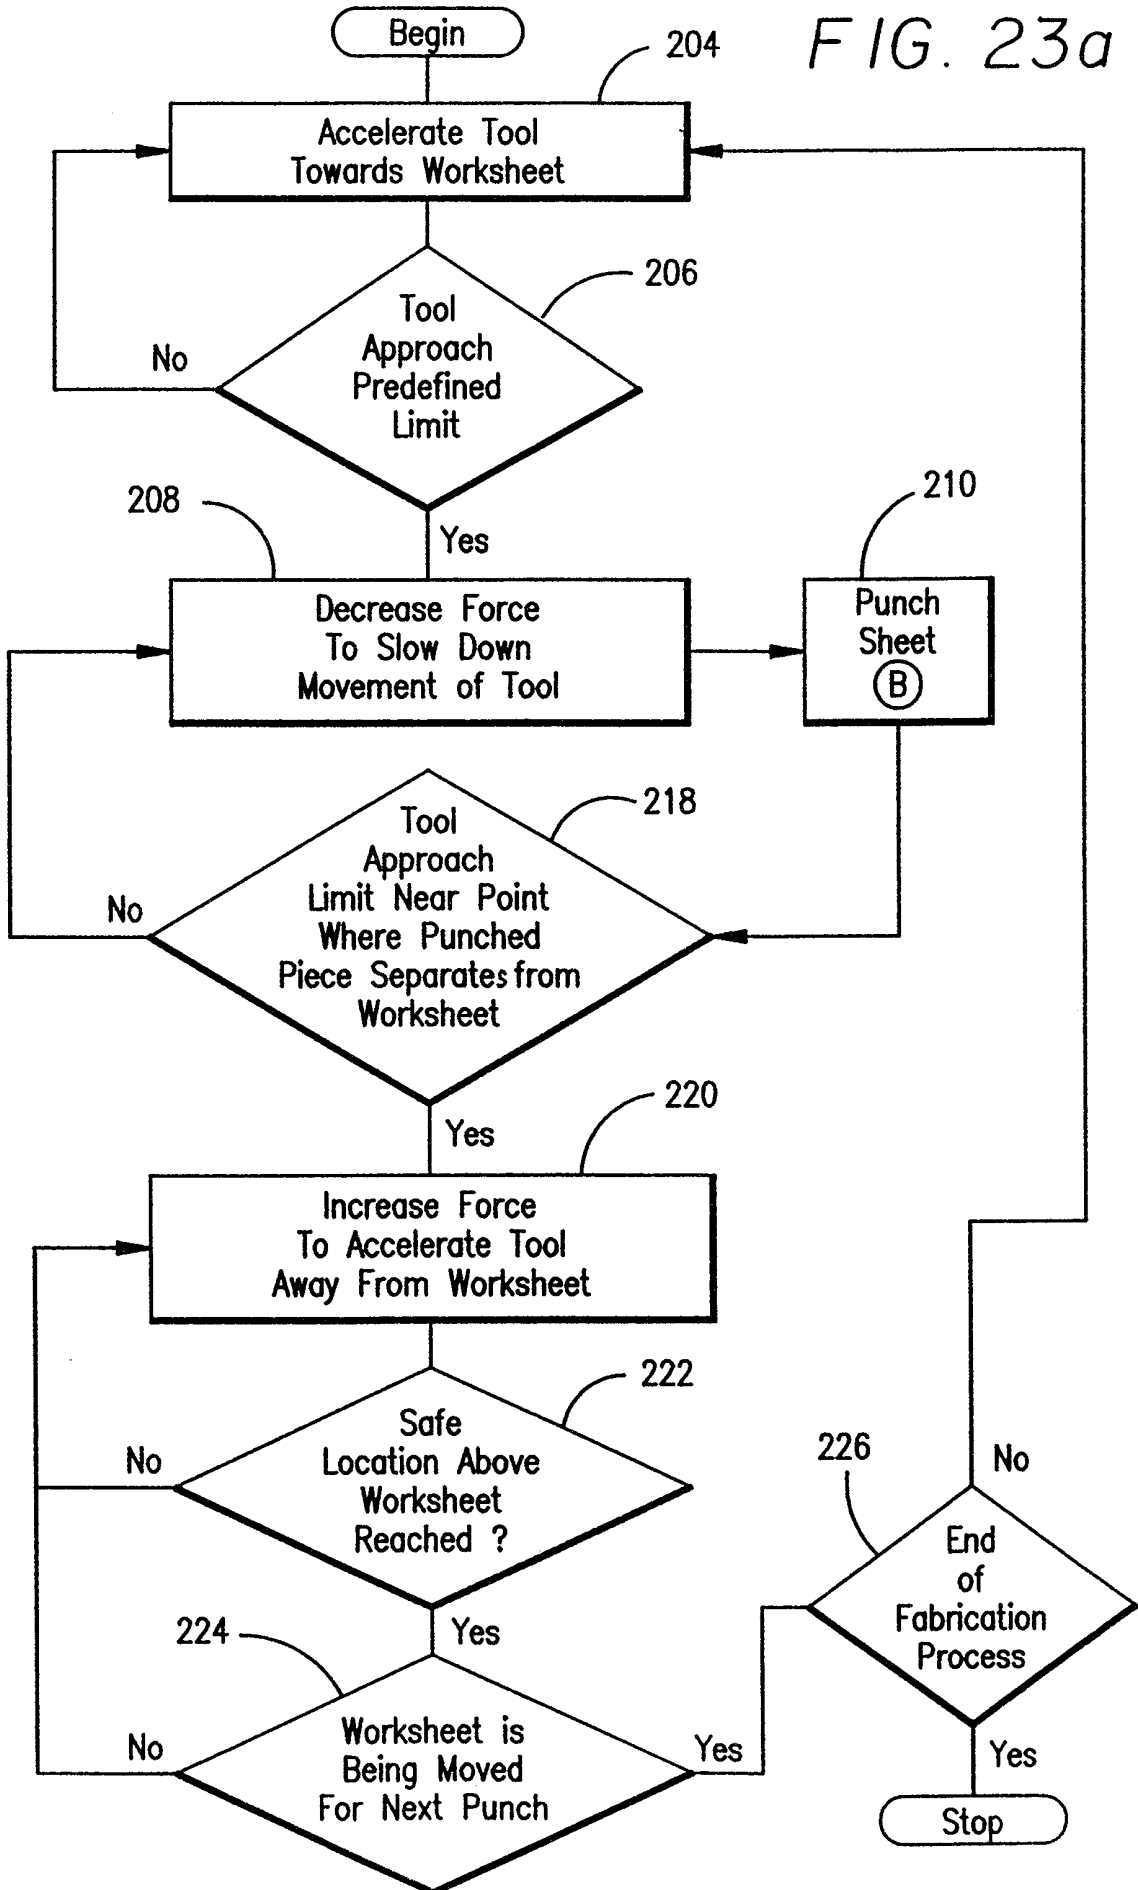 FIG. 23a
Begin
204
Accelerate Tool
Towards Worksheet
206
Tool
Approach
Predefined
Limit
No
Yes
208
Decrease Force
To Slow Down
Movement of Tool
210
Punch
Sheet
B
218
Tool
Approach
Limit Near Point
Where Punched
Piece Separates from
Worksheet
No
Yes
220
Increase Force
To Accelerate Tool
Away From Worksheet
222
Safe
Location Above
Worksheet
Reached ?
No
Yes
224
Worksheet is
Being Moved
For Next Punch
No
Yes
226
No
End
of
Fabrication
Process
Yes
Stop